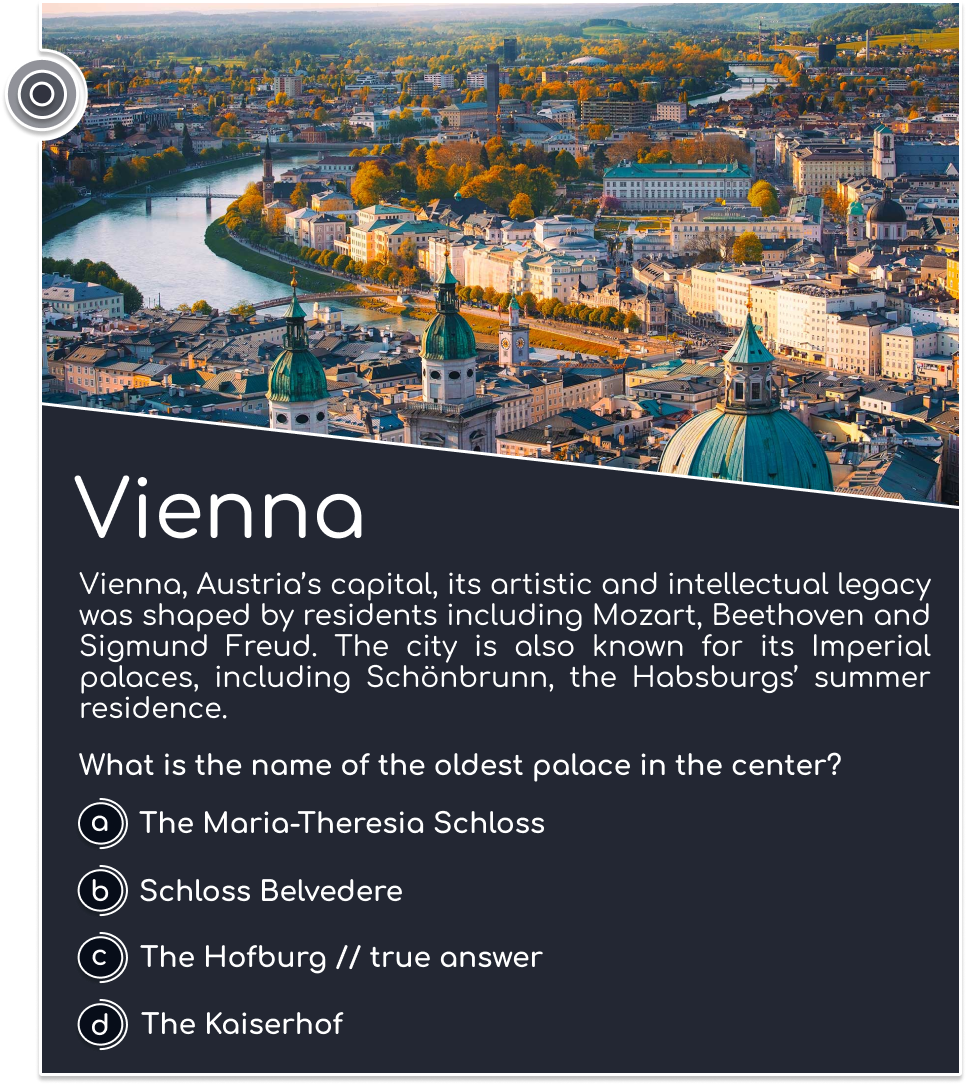 Vienna
Vienna, Austria's capital, its artistic and intellectual legacy
was shaped by residents including Mozart, Beethoven and
Sigmund Freud. The city is also known for its Imperial
palaces, including Schönbrunn, the Habsburgs' summer
residence.
What is the name of the oldest palace in the center?
a The Maria-Theresia Schloss
b Schloss Belvedere
c The Hofburg // true answer
d The Kaiserhof